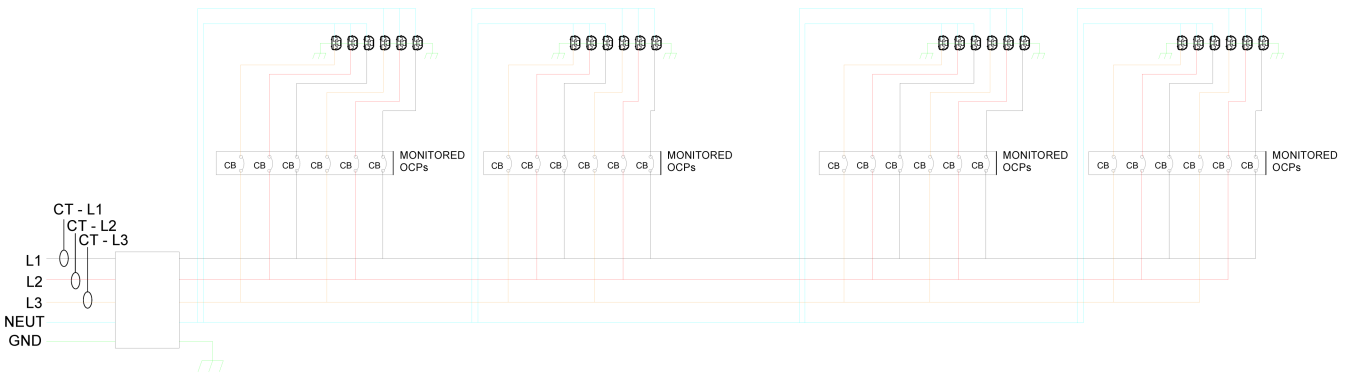 CB CB CB CB CB CB MONITORED
OCPs
CB CB CB CB CB CB MONITORED
OCPs
CB CB CB CB CB CB MONITORED
OCPs
CB CB CB CB CB CB MONITORED
OCPs
CT - L1
CT - L2
CT - L3
L1
L2
L3
NEUT
GND